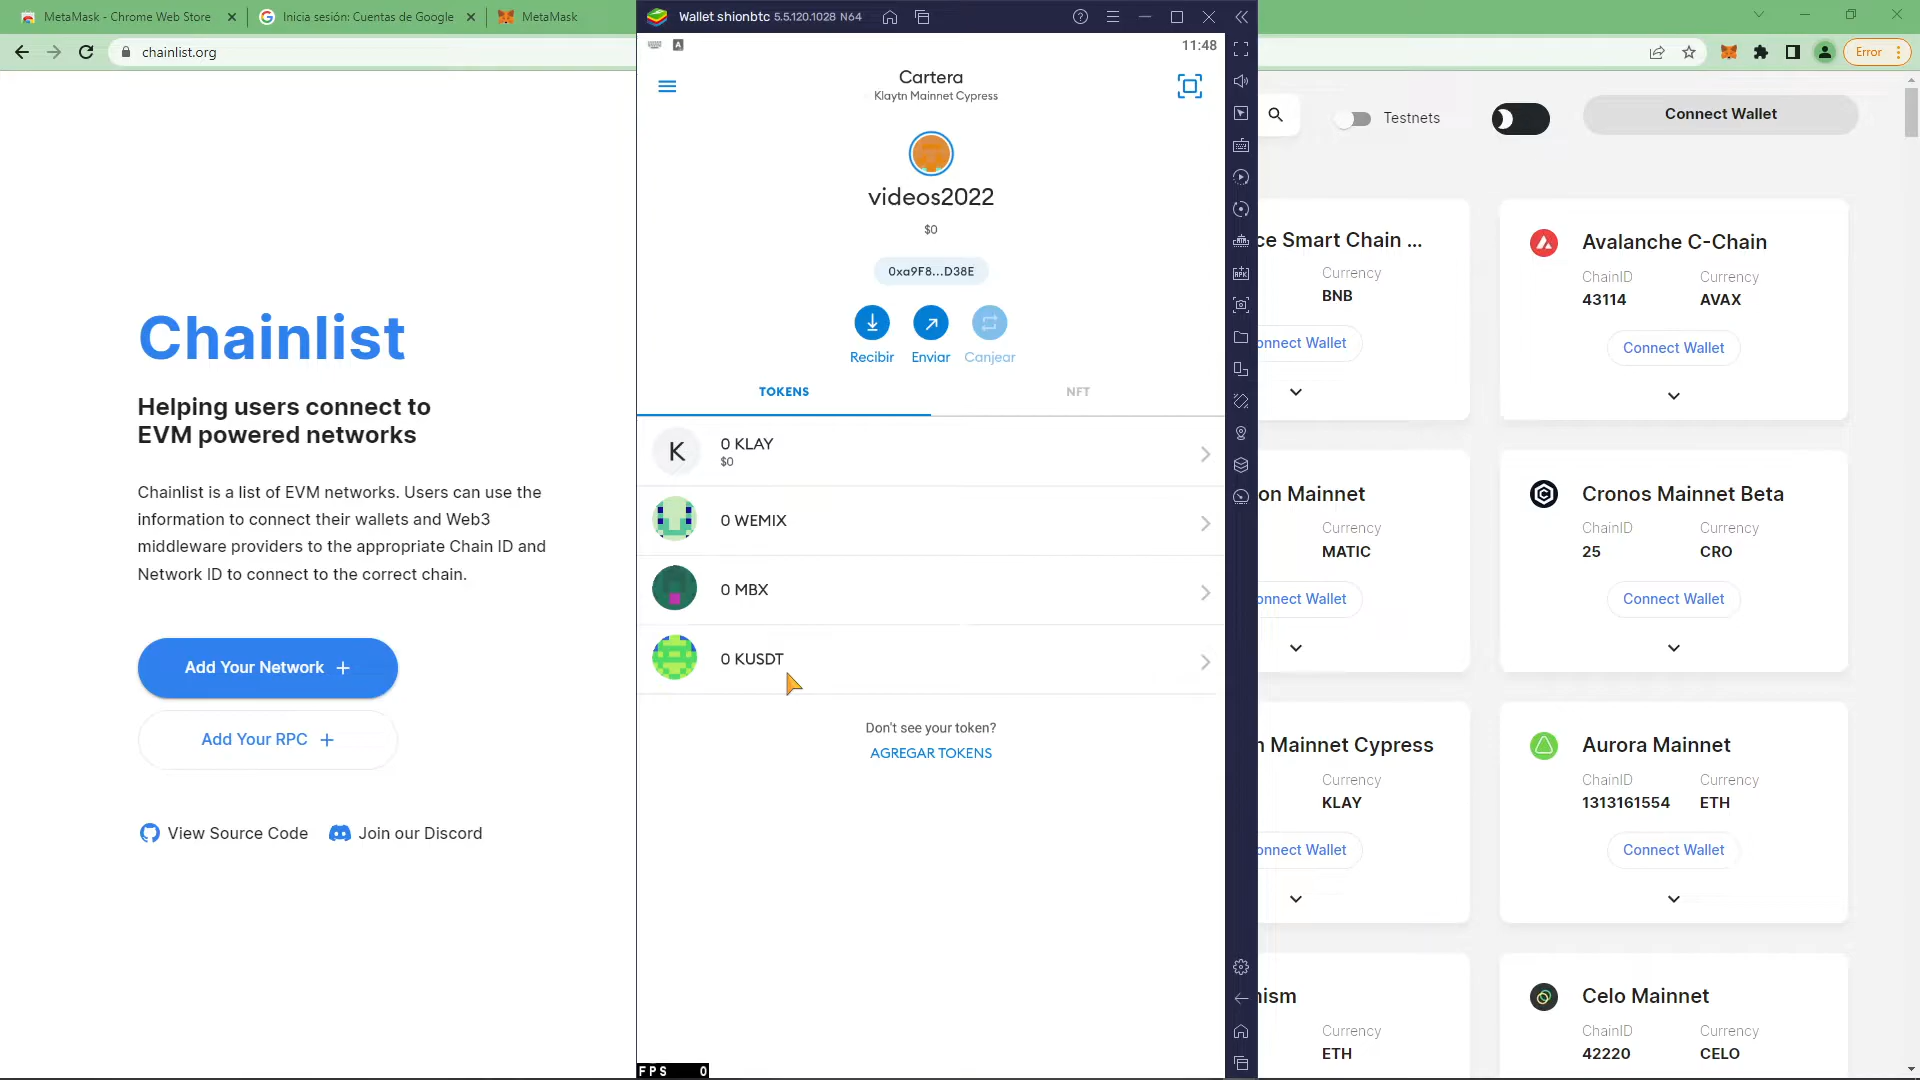 MetaMask - Chrome Web Store
Inicia sesión: Cuentas de Google
MetaMask
chainlist.org
Error
Wallet shionbtc 5.5.120.1028 N64
A
11:48
Cartera
Klaytn Mainnet Cypress
videos2022
$0
0xa9F8...D38E
Recibir
Enviar
Canjear
TOKENS
NFT
K
0 KLAY
$0
0 WEMIX
0 MBX
0 KUSDT
Don't see your token?
AGREGAR TOKENS
FPS 0
Chainlist
Helping users connect to
EVM powered networks
Chainlist is a list of EVM networks. Users can use the
information to connect their wallets and Web3
middleware providers to the appropriate Chain ID and
Network ID to connect to the correct chain.
Add Your Network +
Add Your RPC +
View Source Code
Join our Discord
Testnets
Connect Wallet
ce Smart Chain ...
Currency
BNB
onnect Wallet
Avalanche C-Chain
ChainID
Currency
43114
AVAX
Connect Wallet
on Mainnet
Currency
MATIC
onnect Wallet
Cronos Mainnet Beta
ChainID
Currency
25
CRO
Connect Wallet
n Mainnet Cypress
Currency
KLAY
onnect Wallet
Aurora Mainnet
ChainID
Currency
1313161554
ETH
Connect Wallet
nism
Currency
ETH
Celo Mainnet
ChainID
Currency
42220
CELO